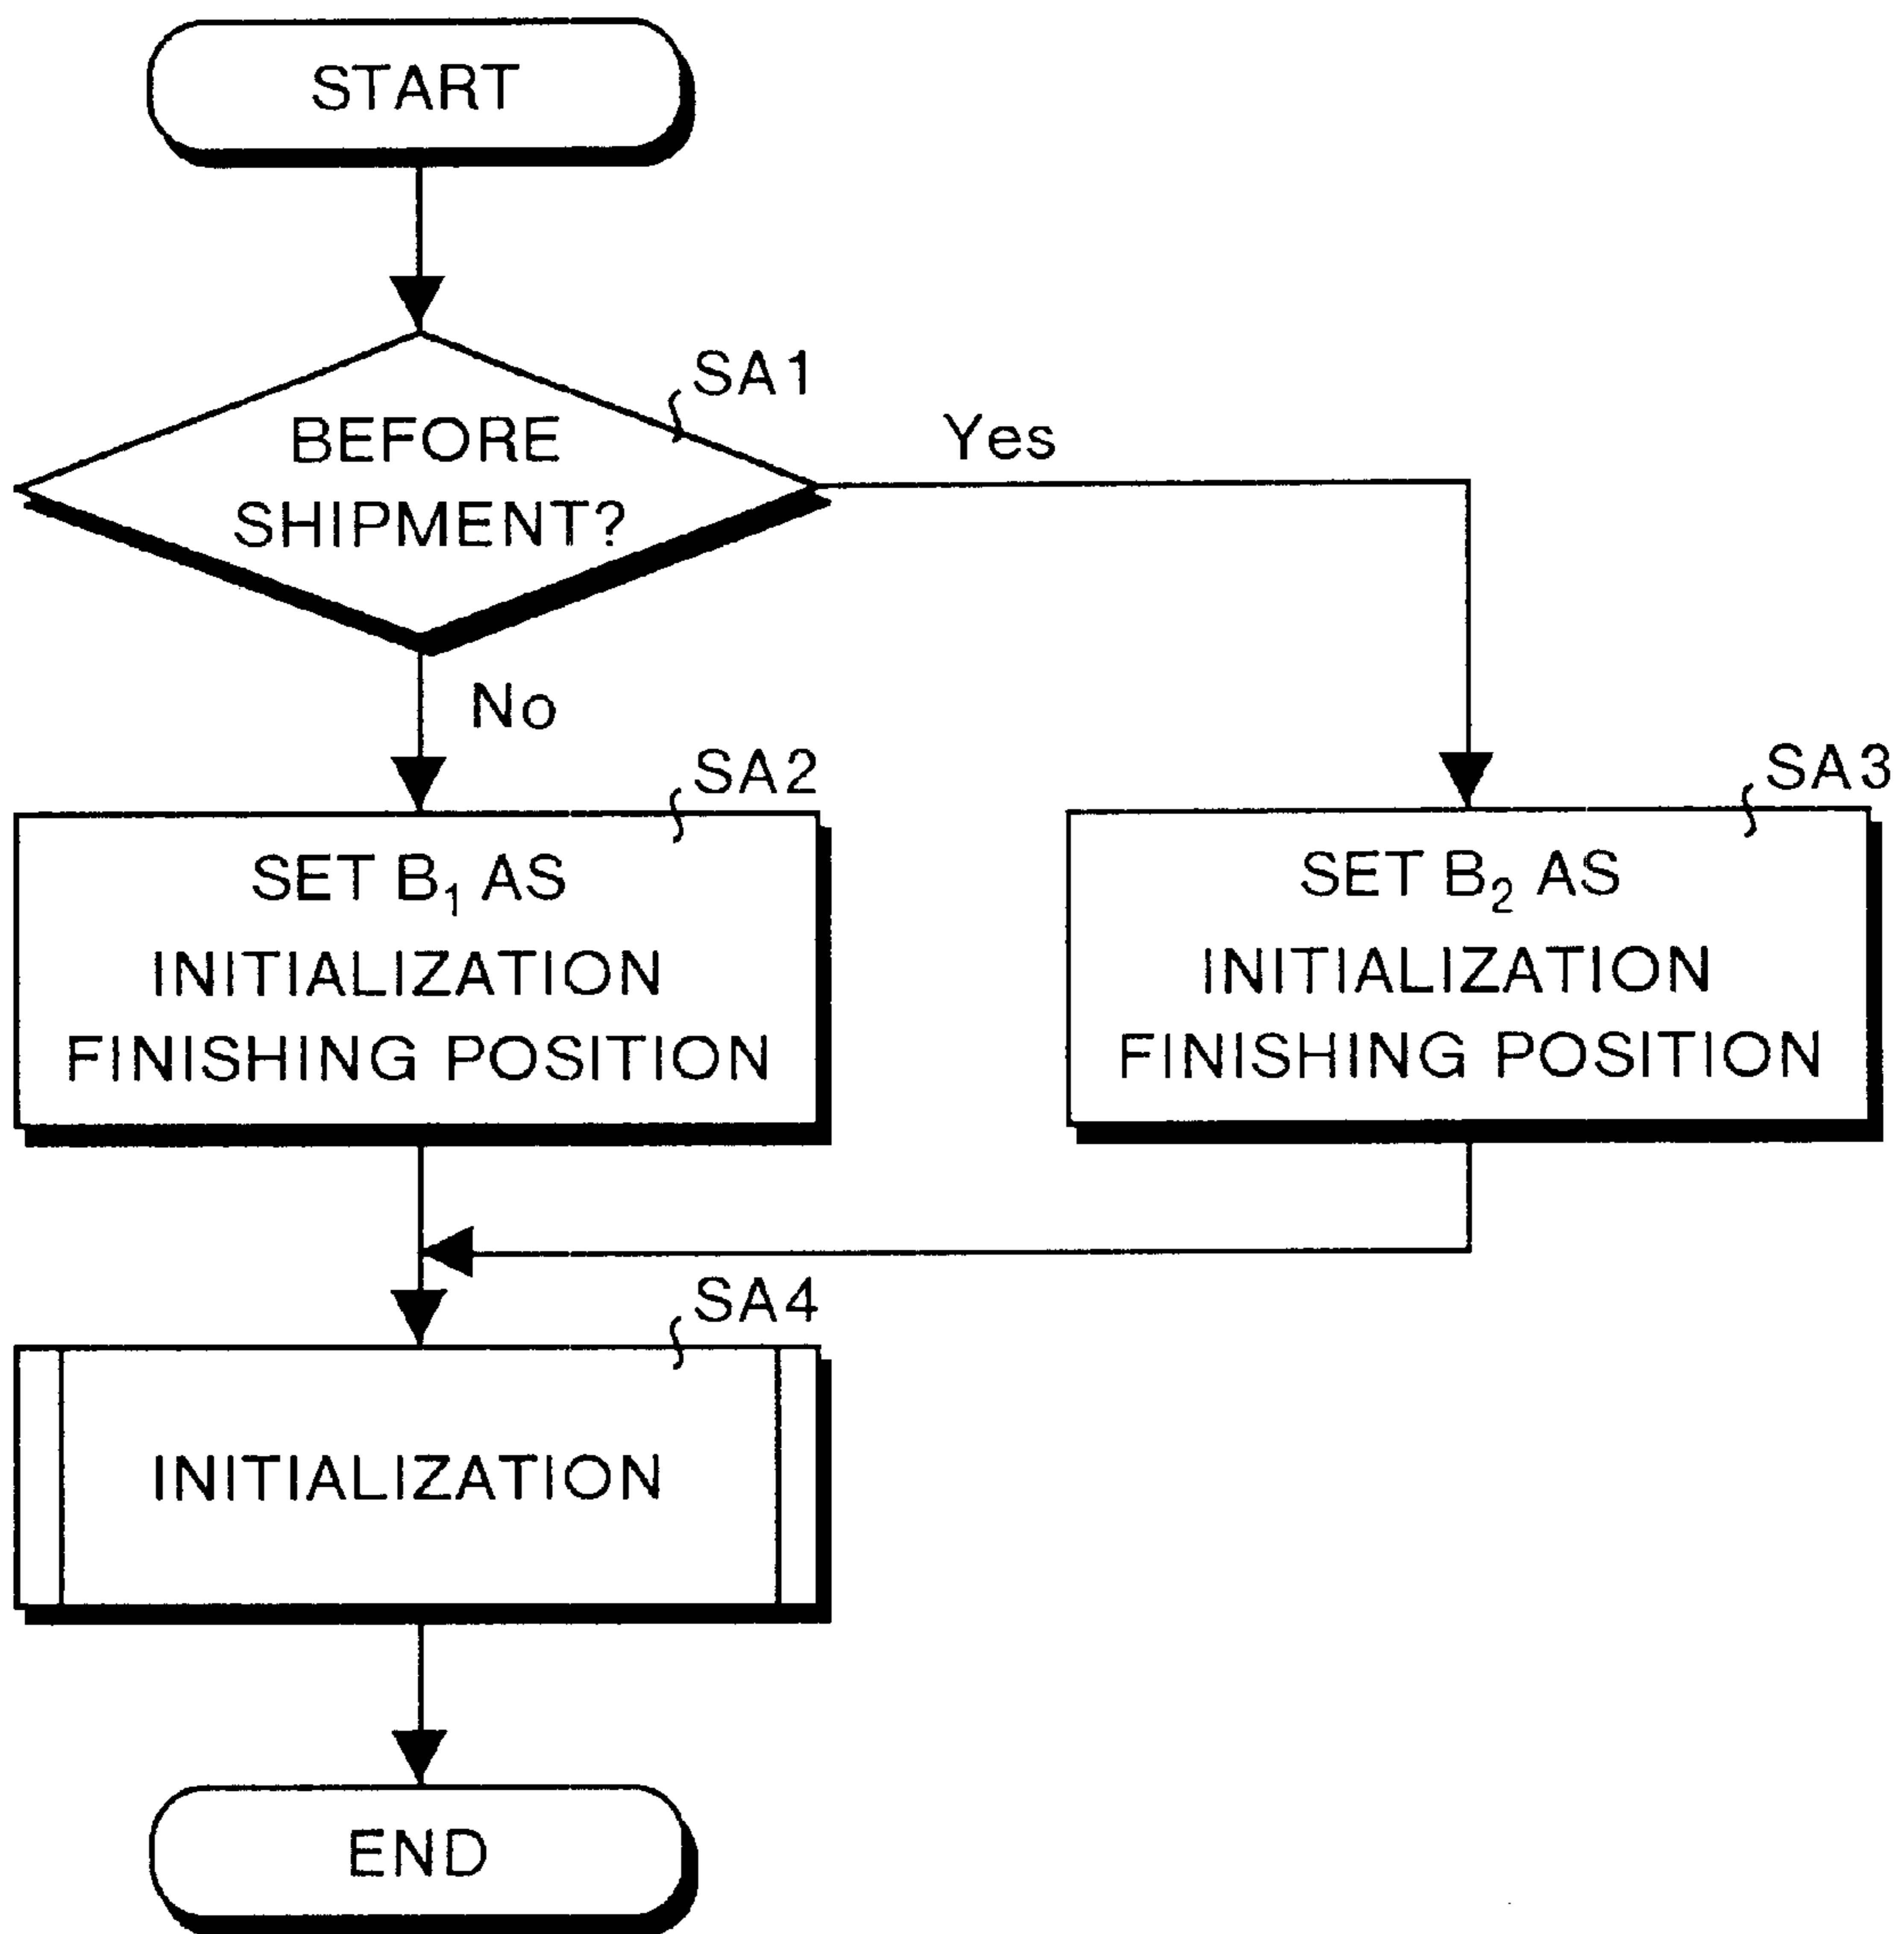 START
SA1
BEFORE
SHIPMENT?
Yes
No
SA2
SET B₁ AS
INITIALIZATION
FINISHING POSITION
SA3
SET B₂ AS
INITIALIZATION
FINISHING POSITION
SA4
INITIALIZATION
END